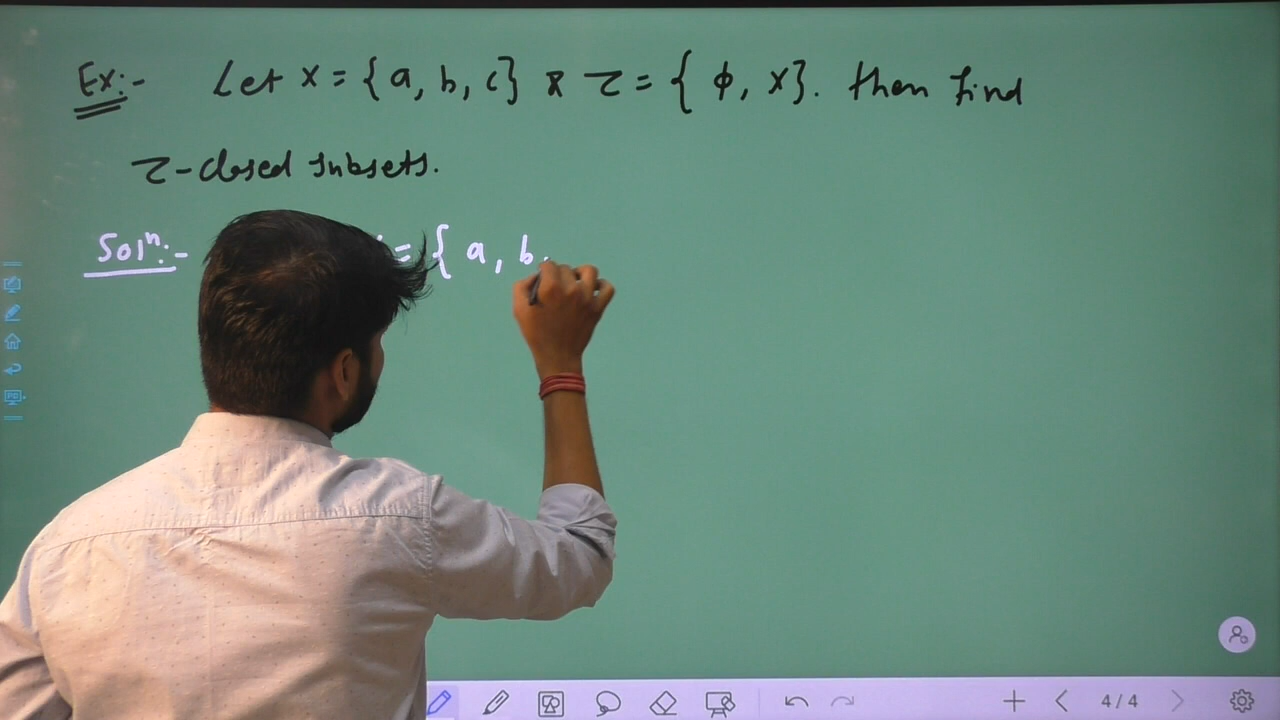 Ex:- Let X = {a, b, c} & τ = { ϕ, X}. then find
τ-closed subsets.
Solⁿ:- = { a, b,
4/4